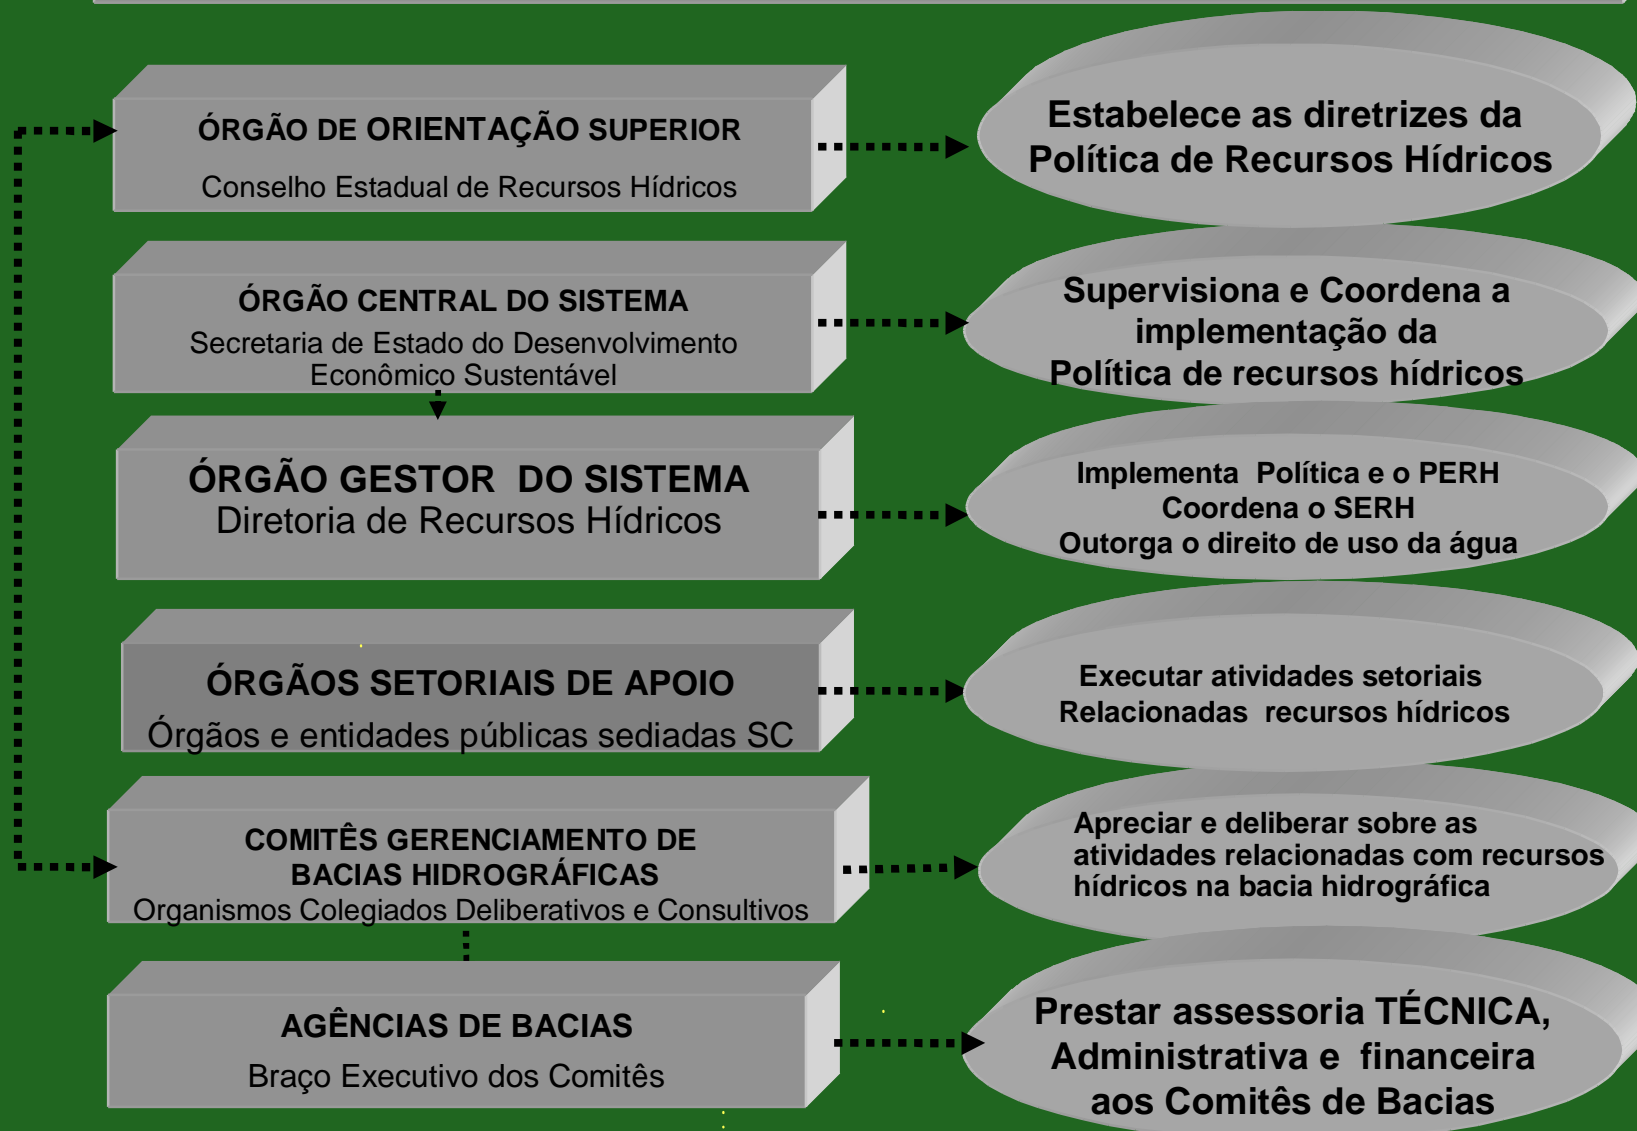 ÓRGÃO DE ORIENTAÇÃO SUPERIOR
Conselho Estadual de Recursos Hídricos
Estabelece as diretrizes da
Política de Recursos Hídricos
ÓRGÃO CENTRAL DO SISTEMA
Secretaria de Estado do Desenvolvimento
Econômico Sustentável
Supervisiona e Coordena a
implementação da
Política de recursos hídricos
ÓRGÃO GESTOR DO SISTEMA
Diretoria de Recursos Hídricos
Implementa Política e o PERH
Coordena o SERH
Outorga o direito de uso da água
ÓRGÃOS SETORIAIS DE APOIO
Órgãos e entidades públicas sediadas SC
Executar atividades setoriais
Relacionadas recursos hídricos
COMITÊS GERENCIAMENTO DE
BACIAS HIDROGRÁFICAS
Organismos Colegiados Deliberativos e Consultivos
Apreciar e deliberar sobre as
atividades relacionadas com recursos
hídricos na bacia hidrográfica
AGÊNCIAS DE BACIAS
Braço Executivo dos Comitês
Prestar assessoria TÉCNICA,
Administrativa e financeira
aos Comitês de Bacias